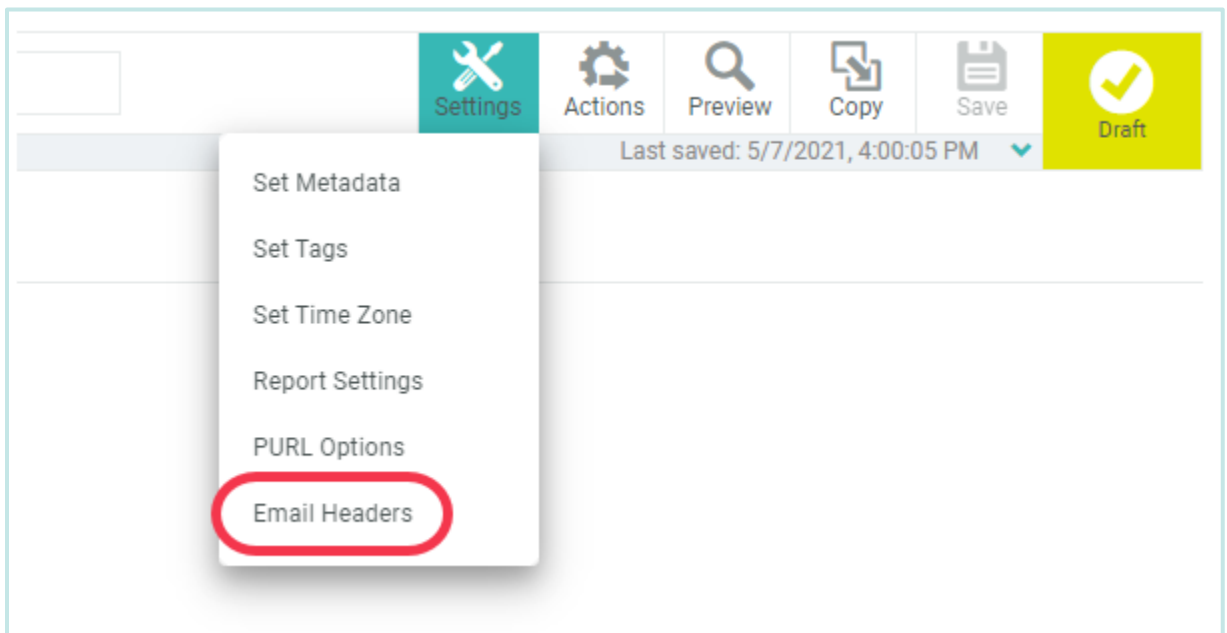 Settings
Actions
Preview
Copy
Save
Draft
Last saved: 5/7/2021, 4:00:05 PM
Set Metadata
Set Tags
Set Time Zone
Report Settings
PURL Options
Email Headers